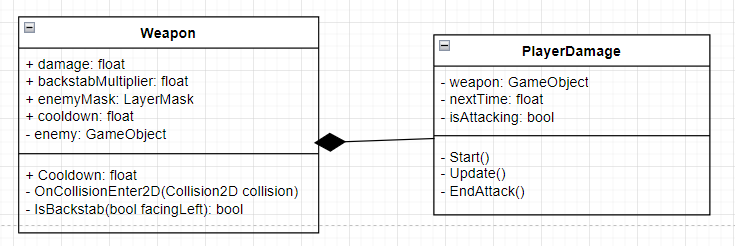 Weapon
+ damage: float
+ backstabMultiplier: float
+ enemyMask: LayerMask
+ cooldown: float
- enemy: GameObject
+ Cooldown: float
- OnCollisionEnter2D(Collision2D collision)
- IsBackstab(bool facingLeft): bool
PlayerDamage
- weapon: GameObject
- nextTime: float
- isAttacking: bool
- Start()
- Update()
- EndAttack()